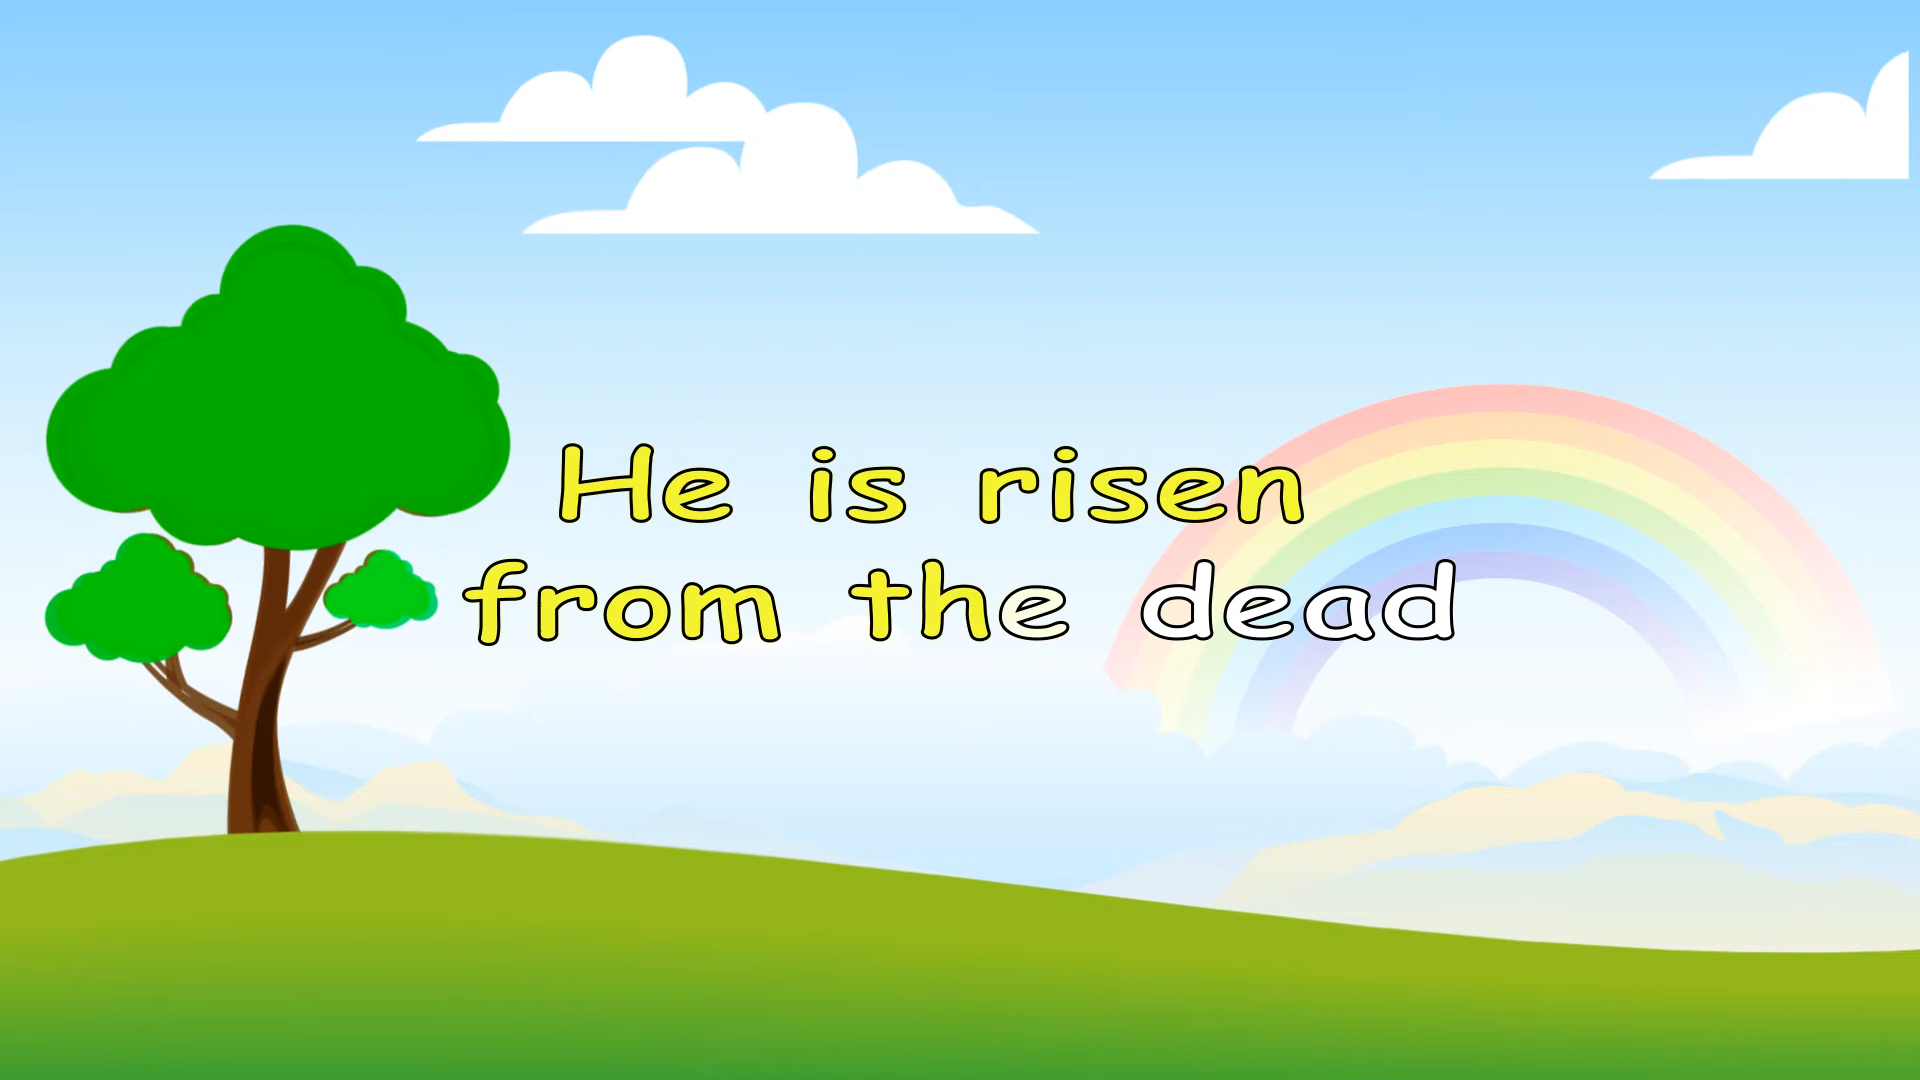 He is risen
from the dead